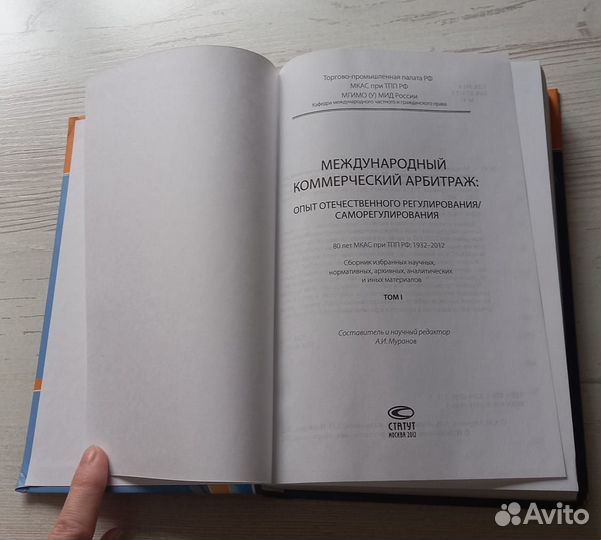 Торгово-промышленная палата РФ
МКАС при ТПП РФ
МГИМО (У) МИД России
Кафедра международного частного и гражданского права
МЕЖДУНАРОДНЫЙ
КОММЕРЧЕСКИЙ АРБИТРАЖ:
ОПЫТ ОТЕЧЕСТВЕННОГО РЕГУЛИРОВАНИЯ/
САМОРЕГУЛИРОВАНИЯ
80 лет МКАС при ТПП РФ: 1932–2012
Сборник избранных научных,
нормативных, архивных, аналитических
и иных материалов
ТОМ I
Составитель и научный редактор
А.И. Муранов
СТАТУТ
МОСКВА 2012
Avito